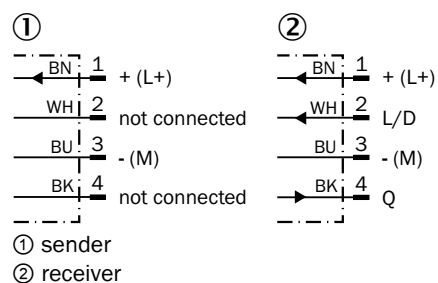 ① ②
BN 1 + (L+)
WH 2 not connected
BU 3 - (M)
BK 4 not connected
BN 1 + (L+)
WH 2 L/D
BU 3 - (M)
BK 4 Q
① sender
② receiver